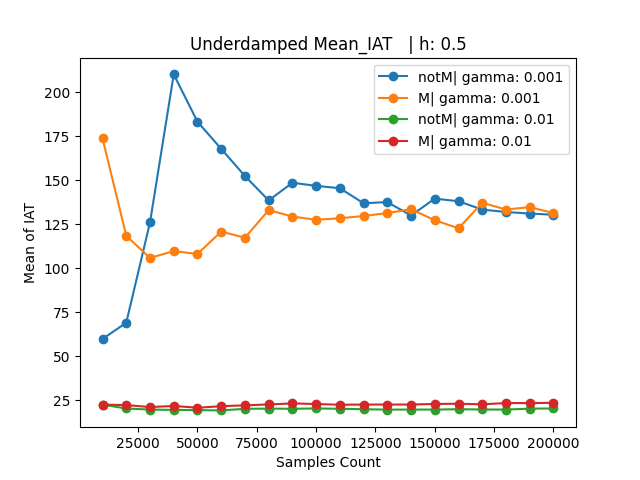 Underdamped Mean_IAT | h: 0.5
notM| gamma: 0.001
M| gamma: 0.001
notM| gamma: 0.01
M| gamma: 0.01
Mean of IAT
200
175
150
125
100
75
50
25
25000 50000 75000 100000 125000 150000 175000 200000
Samples Count